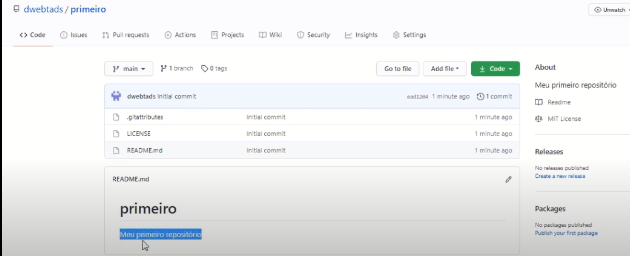 dwebtads / primeiro
Unwatch
Code Issues Pull requests Actions Projects Wiki Security Insights Settings
main 1 branch 0 tags Go to file Add file Code
dwebtads Initial commit 1 minute ago 1 commit
.gitattributes Initial commit 1 minute ago
LICENSE Initial commit 1 minute ago
README.md Initial commit 1 minute ago
README.md
primeiro
Meu primeiro repositório
About
Meu primeiro repositório
Readme
MIT License
Releases
No releases published
Create a new release
Packages
No packages published
Publish your first package